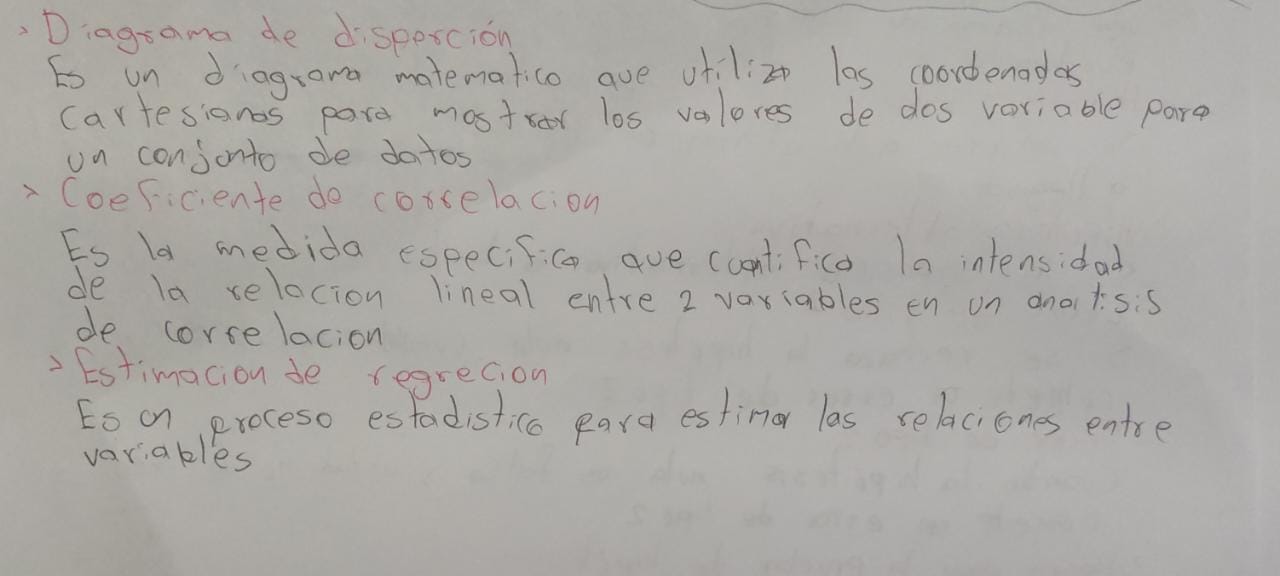 > Diagrama de disperción
Es un diagrama matematico que utiliza las coordenadas
cartesianas para mostrar los valores de dos variable para
un conjunto de datos
> Coeficiente de correlacion
Es la medida especifica que cuantifica la intensidad
de la relacion lineal entre 2 variables en un analisis
de correlacion
> Estimacion de regrecion
Es un proceso estadistico para estimar las relaciones entre
variables